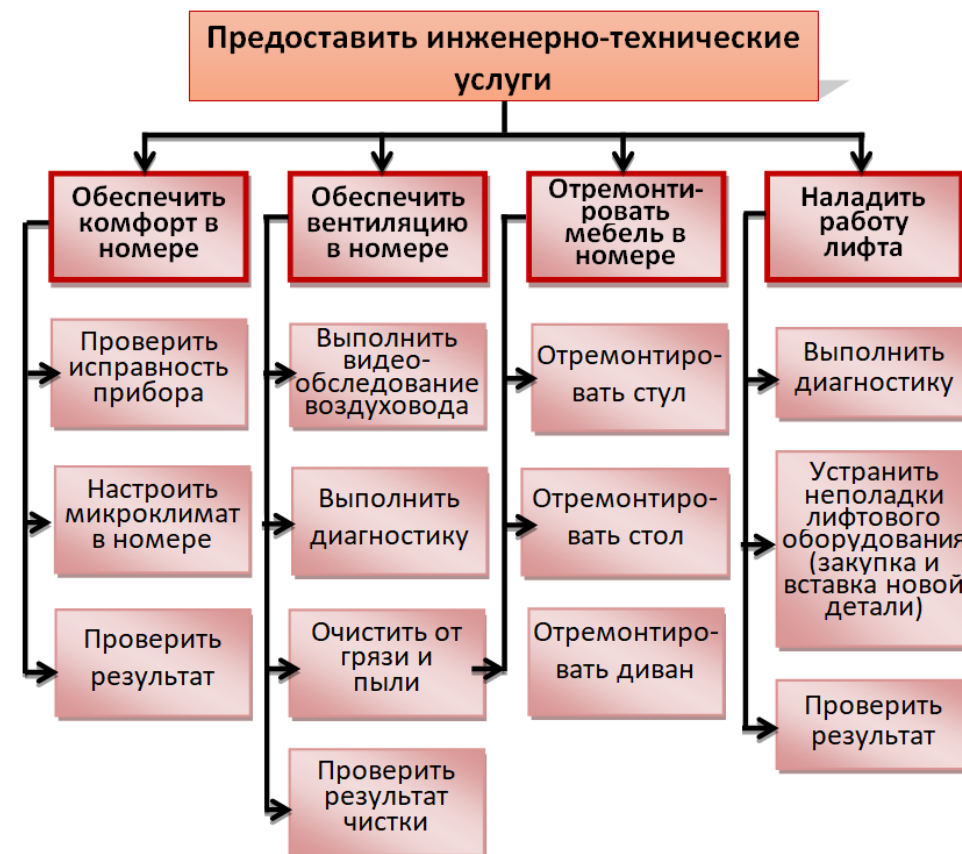 Предоставить инженерно-технические
услуги
Обеспечить
комфорт в
номере
Проверить
исправность
прибора
Настроить
микроклимат
в номере
Проверить
результат
Обеспечить
вентиляцию
в номере
Выполнить
видео-
обследование
воздуховода
Выполнить
диагностику
Очистить от
грязи и
пыли
Проверить
результат
чистки
Отремонти-
ровать
мебель в
номере
Отремонтиро-
вать стул
Отремонтиро-
вать стол
Отремонтиро-
вать диван
Наладить
работу
лифта
Выполнить
диагностику
Устранить
неполадки
лифтового
оборудования
(закупка и
вставка новой
детали)
Проверить
результат